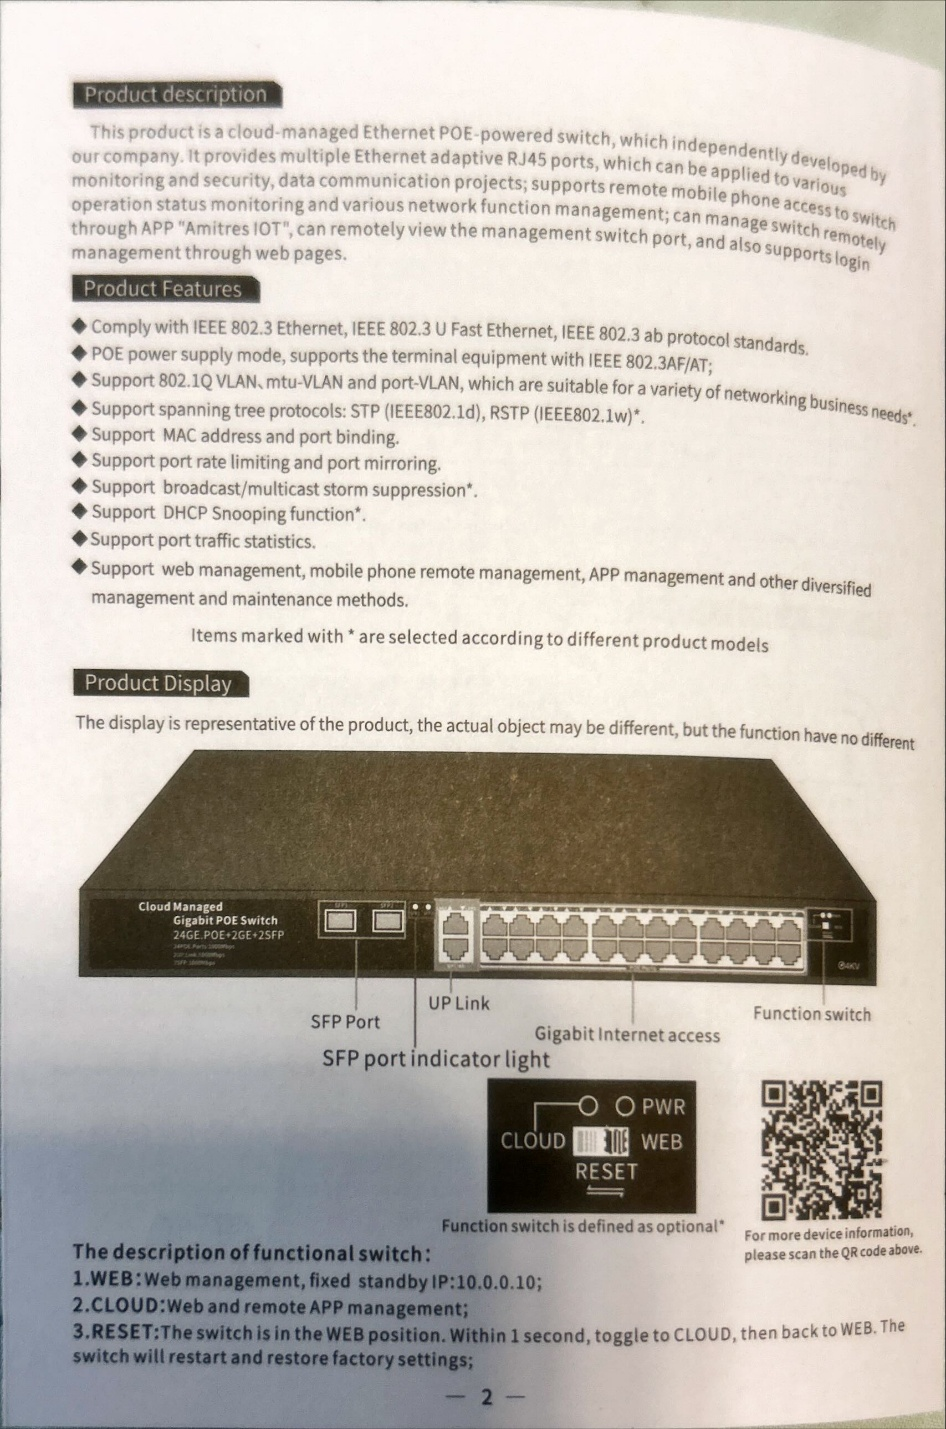 Product description
This product is a cloud-managed Ethernet POE-powered switch, which independently developed by
our company. It provides multiple Ethernet adaptive RJ45 ports, which can be applied to various
monitoring and security, data communication projects; supports remote mobile phone access to switch
operation status monitoring and various network function management; can manage switch remotely
through APP "Amitres IOT", can remotely view the management switch port, and also supports login
management through web pages.
Product Features
◆Comply with IEEE 802.3 Ethernet, IEEE 802.3 U Fast Ethernet, IEEE 802.3 ab protocol standards.
◆POE power supply mode, supports the terminal equipment with IEEE 802.3AF/AT;
◆Support 802.1Q VLAN、mtu-VLAN and port-VLAN, which are suitable for a variety of networking business needs*.
◆Support spanning tree protocols: STP (IEEE802.1d), RSTP (IEEE802.1w)*.
◆Support MAC address and port binding.
◆Support port rate limiting and port mirroring.
◆Support broadcast/multicast storm suppression*.
◆Support DHCP Snooping function*.
◆Support port traffic statistics.
◆Support web management, mobile phone remote management, APP management and other diversified
management and maintenance methods.
Items marked with * are selected according to different product models
Product Display
The display is representative of the product, the actual object may be different, but the function have no different
Cloud Managed
Gigabit POE Switch
24GE.POE+2GE+2SFP
SFP1 SFP2
4KV
UP Link
SFP Port
Function switch
Gigabit Internet access
SFP port indicator light
PWR
CLOUD WEB
RESET
Function switch is defined as optional*
For more device information,
please scan the QR code above.
The description of functional switch:
1.WEB:Web management, fixed standby IP:10.0.0.10;
2.CLOUD:Web and remote APP management;
3.RESET:The switch is in the WEB position. Within 1 second, toggle to CLOUD, then back to WEB. The
switch will restart and restore factory settings;
— 2 —